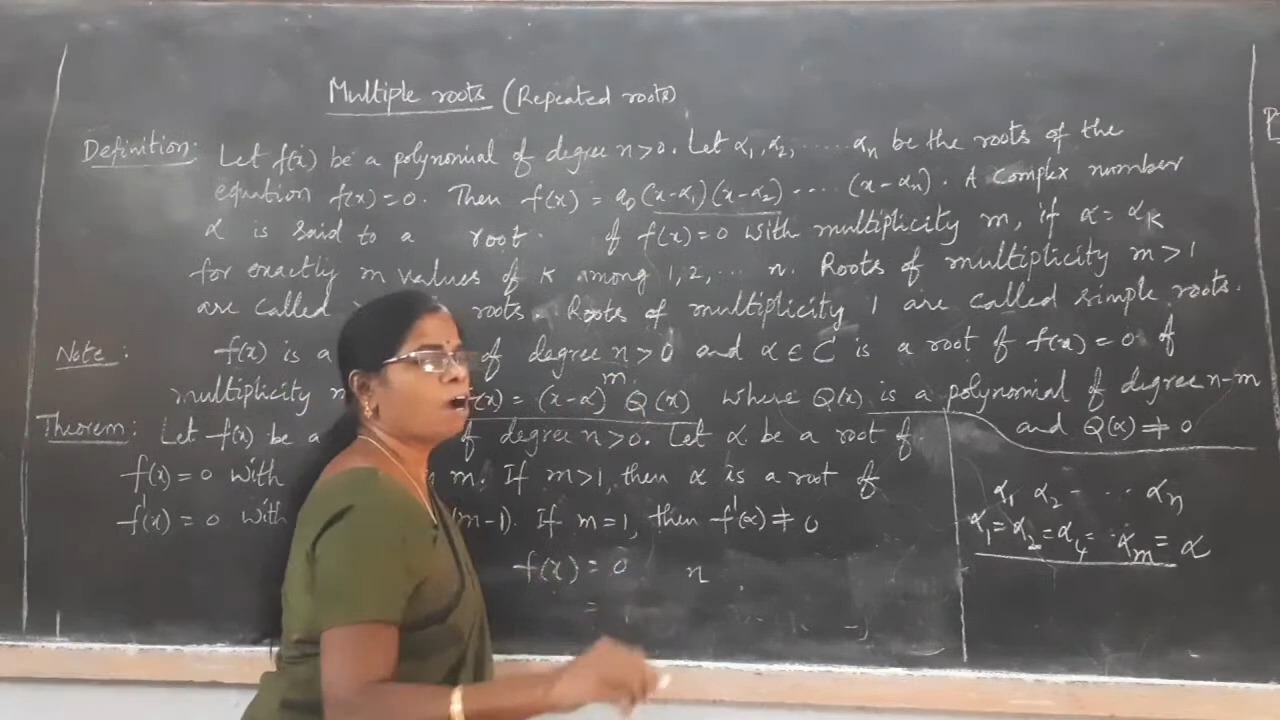 Multiple roots (Repeated roots)
Definition: Let f(x) be a polynomial of degree n>0. Let α₁, α₂, ..... αₙ be the roots of the
equation f(x)=0. Then f(x) = a₀(x-α₁)(x-α₂) .... (x-αₙ). A complex number
α is said to a root. of f(x)=0 with multiplicity m, if α = αₖ
for exactly m values of k among 1,2, ... n. Roots of multiplicity m>1
are called roots. Roots of multiplicity 1 are called simple roots.
Note: f(x) is a of degree n>0 and α ∈ C is a root of f(x)=0 of
multiplicity f(x) = (x-α)ᵐ Q(x) where Q(x) is a polynomial of degree n-m
and Q(α) ≠ 0
Theorem: Let f(x) be a of degree n>0. Let α be a root of
f(x)=0 with m. If m>1, then α is a root of
f'(x)=0 with (m-1). If m=1, then f'(α) ≠ 0
f(x) = 0 n
=
α₁ α₂ - ... αₙ
α₁=α₂=α₄= ..αₘ= α